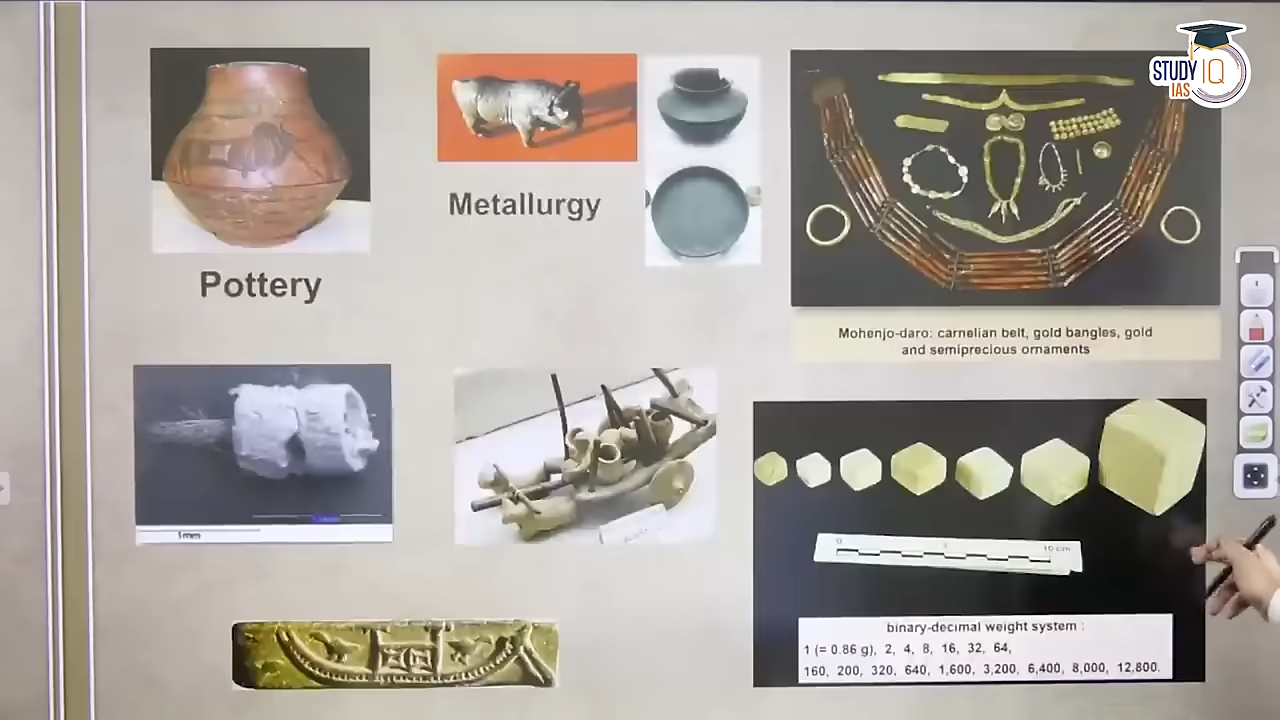 STUDY IQ
IAS
Pottery
Metallurgy
Mohenjo-daro: carnelian belt, gold bangles, gold
and semiprecious ornaments
1mm
0
10 cm
binary-decimal weight system :
1 (= 0.86 g), 2, 4, 8, 16, 32, 64,
160, 200, 320, 640, 1,600, 3,200, 6,400, 8,000, 12,800.